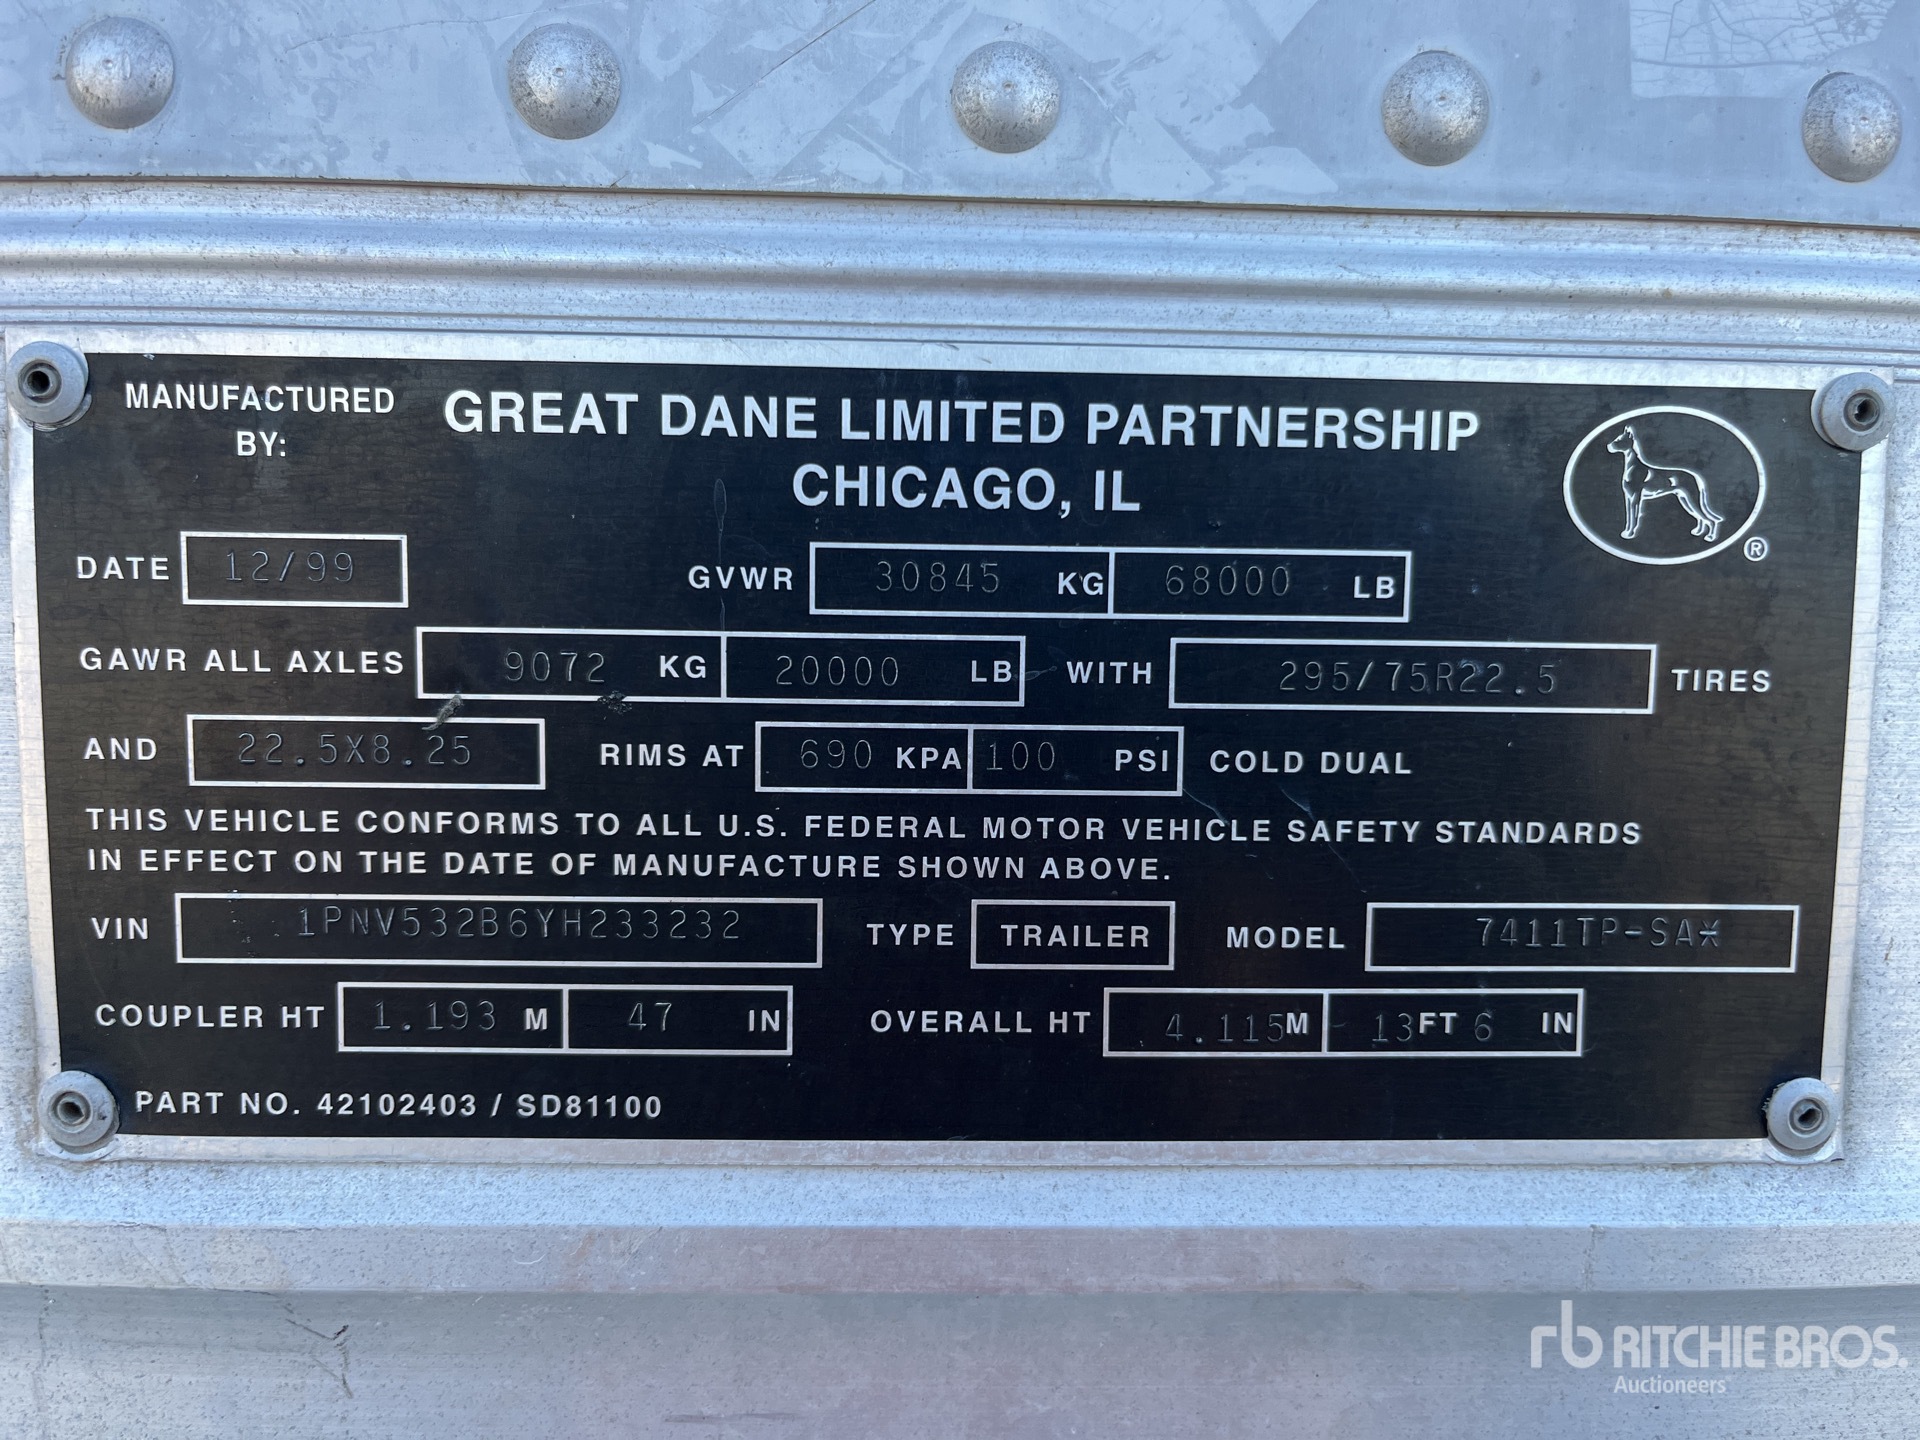 MANUFACTURED BY: GREAT DANE LIMITED PARTNERSHIP
CHICAGO, IL
®
DATE 12/99 GVWR 30845 KG 68000 LB
GAWR ALL AXLES 9072 KG 20000 LB WITH 295/75R22.5 TIRES
AND 22.5X8.25 RIMS AT 690 KPA 100 PSI COLD DUAL
THIS VEHICLE CONFORMS TO ALL U.S. FEDERAL MOTOR VEHICLE SAFETY STANDARDS
IN EFFECT ON THE DATE OF MANUFACTURE SHOWN ABOVE.
VIN 1PNV532B6YH233232 TYPE TRAILER MODEL 7411TP-SA*
COUPLER HT 1.193 M 47 IN OVERALL HT 4.115M 13FT 6 IN
PART NO. 42102403 / SD81100
rb RITCHIE BROS.
Auctioneers